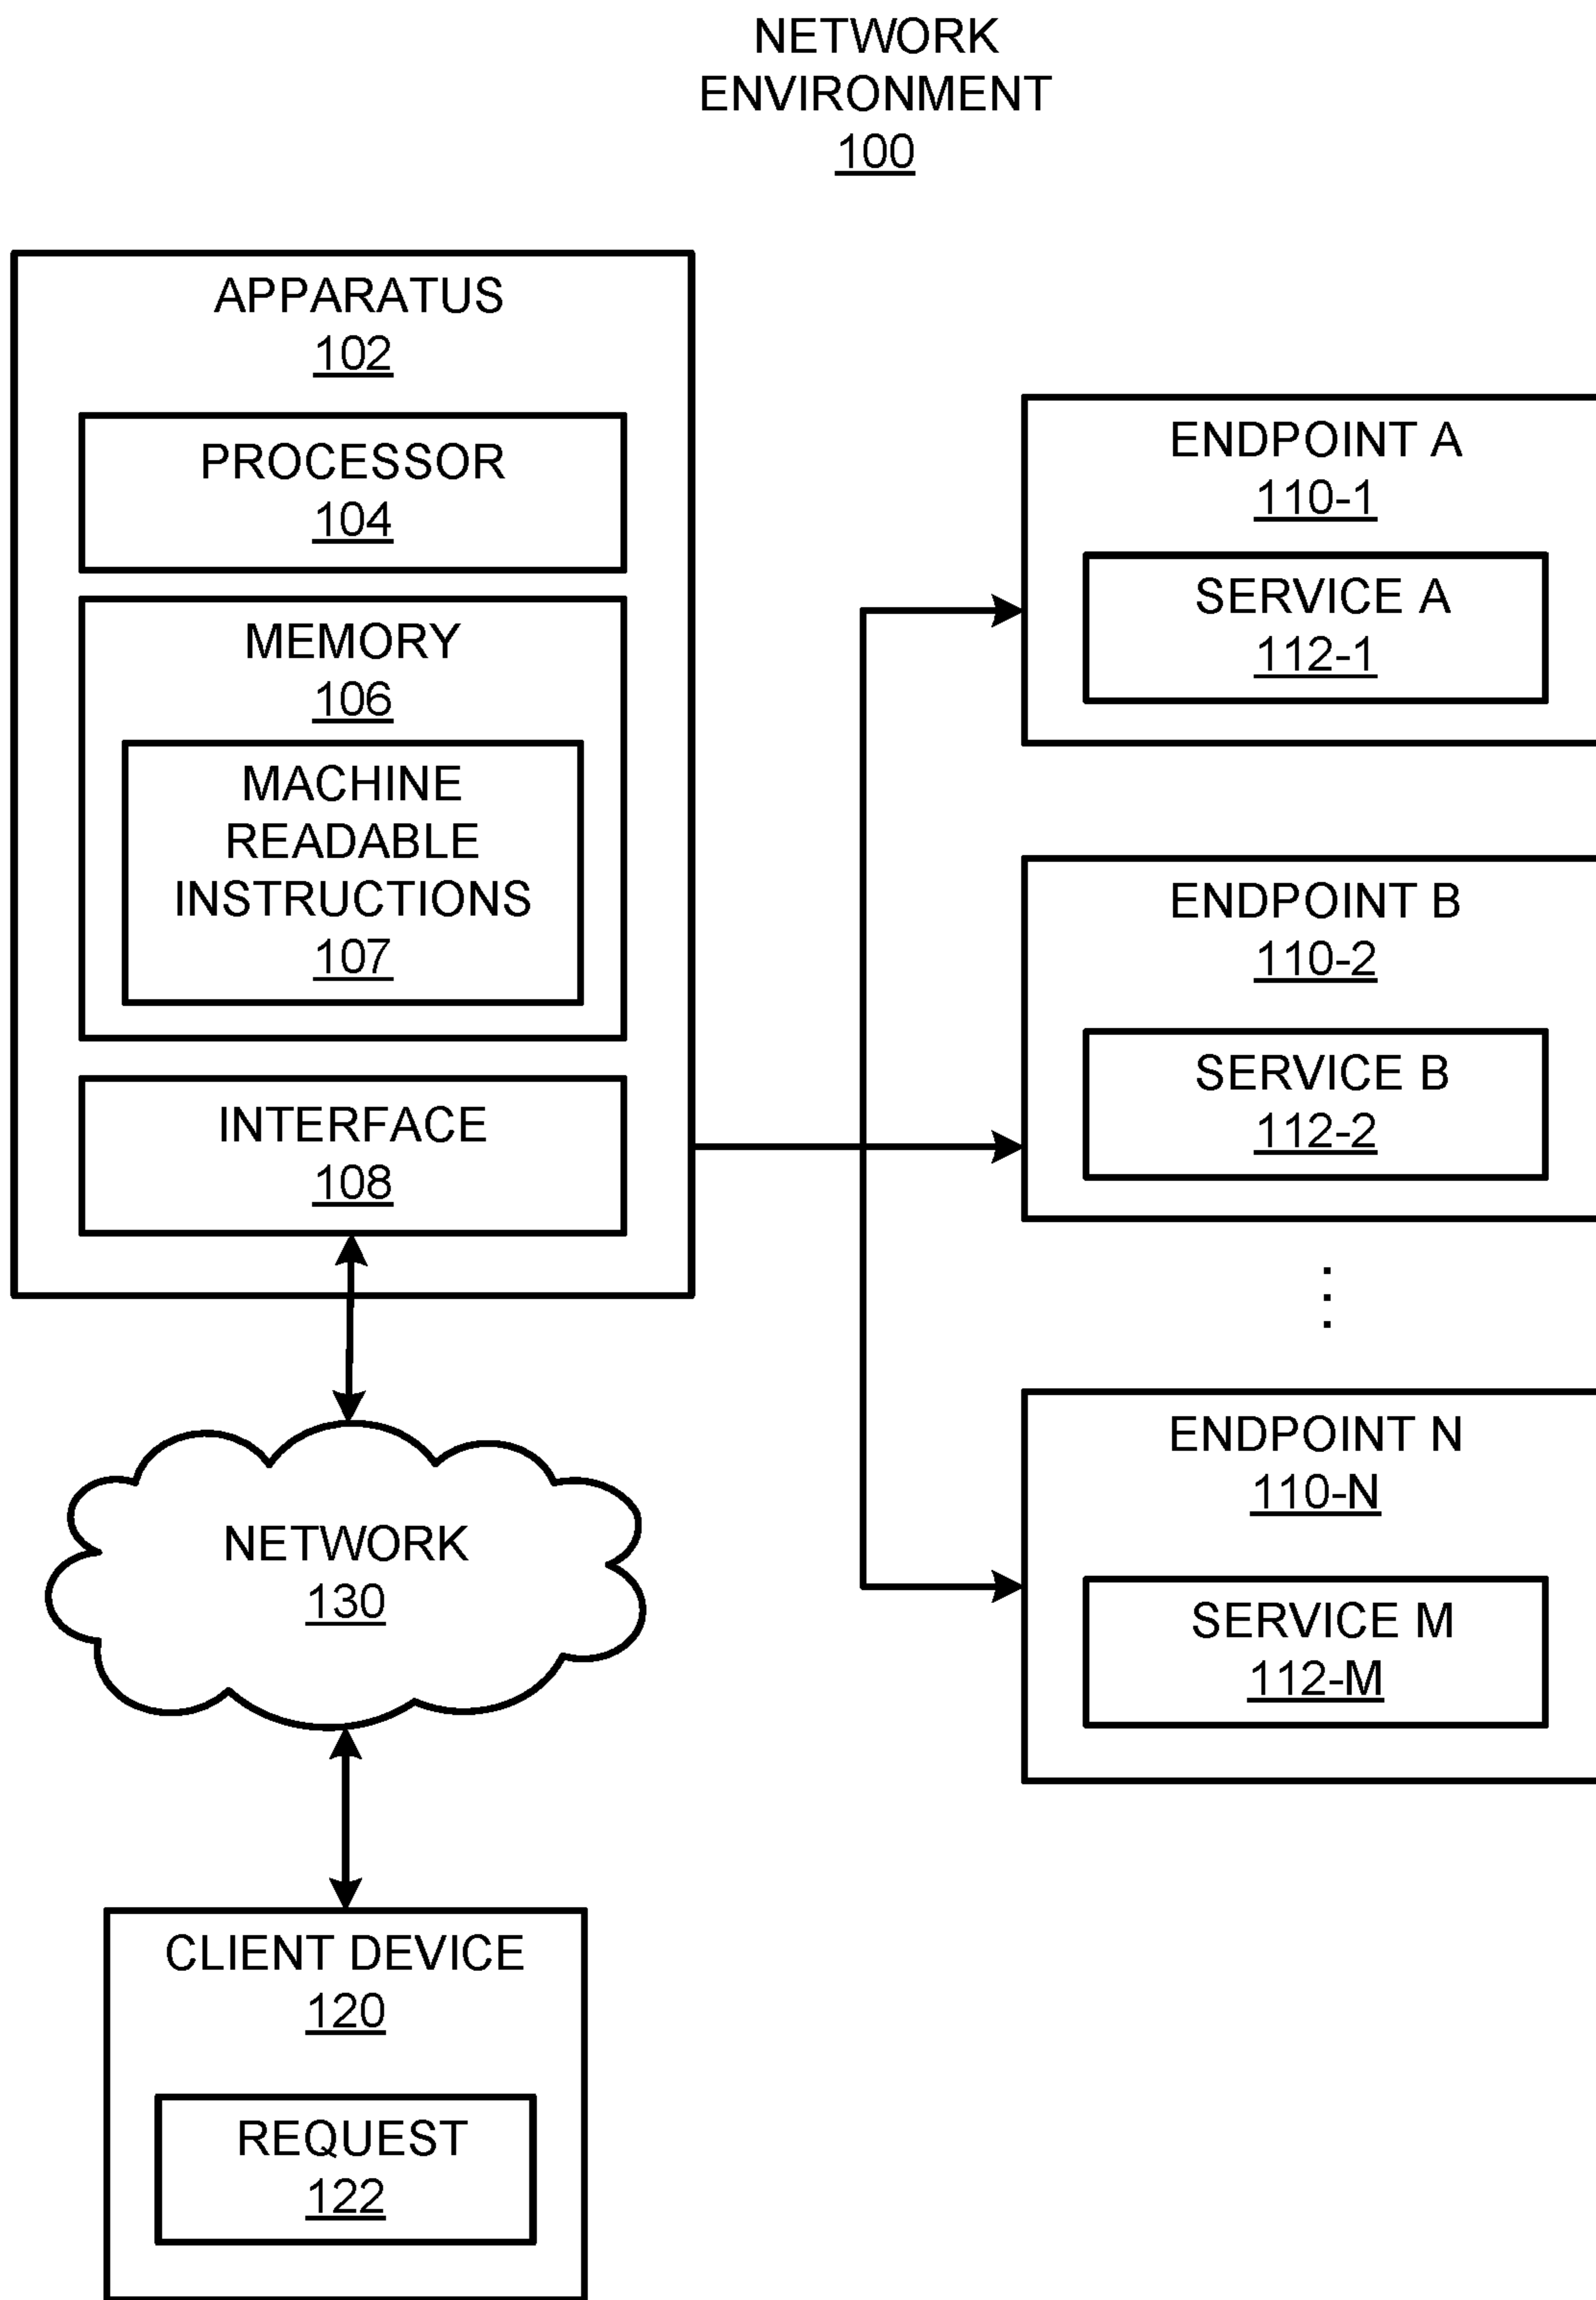 NETWORK
ENVIRONMENT
100
APPARATUS
102
PROCESSOR
104
MEMORY
106
MACHINE
READABLE
INSTRUCTIONS
107
INTERFACE
108
ENDPOINT A
110-1
SERVICE A
112-1
ENDPOINT B
110-2
SERVICE B
112-2
ENDPOINT N
110-N
SERVICE M
112-M
NETWORK
130
CLIENT DEVICE
120
REQUEST
122